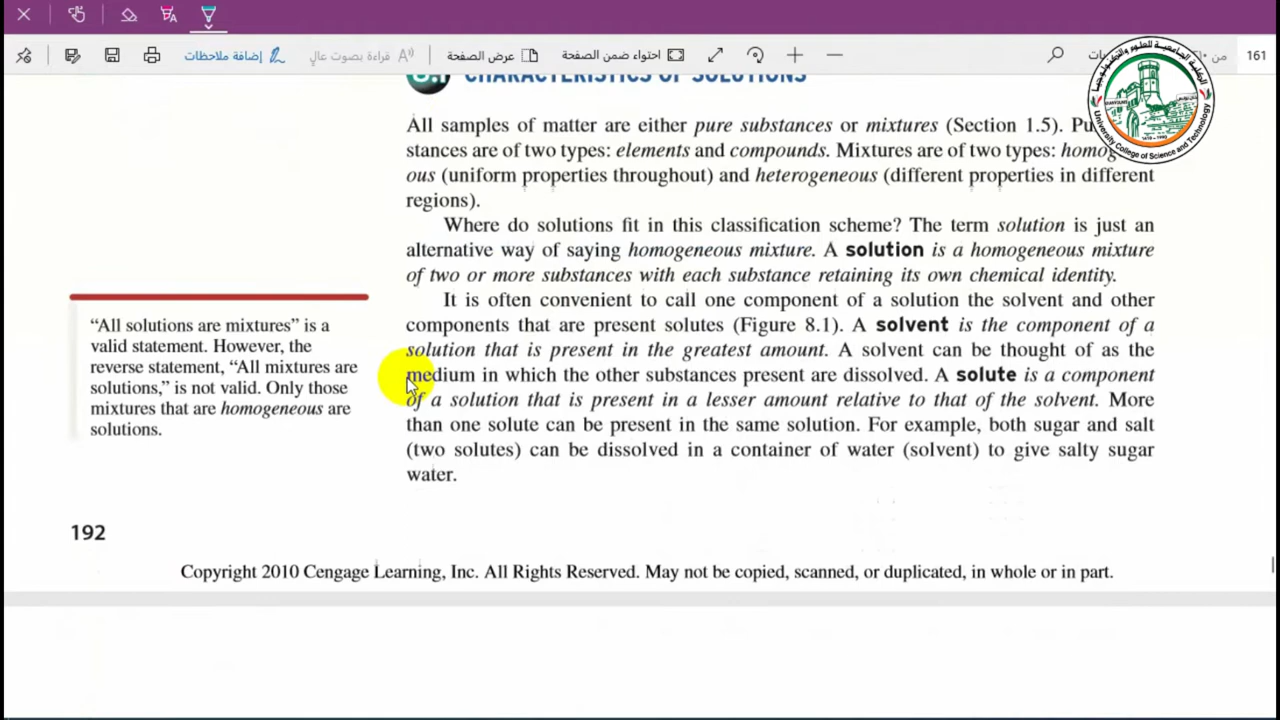 إضافة ملاحظات
قراءة بصوت عالٍ
عرض الصفحة
احتواء ضمن الصفحة
من
161
CHARACTERISTICS OF SOLUTIONS
University College of Science and Technology
All samples of matter are either pure substances or mixtures (Section 1.5).
stances are of two types: elements and compounds. Mixtures are of two types:
ous (uniform properties throughout) and heterogeneous (different properties in different
regions).
Where do solutions fit in this classification scheme? The term solution is just an
alternative way of saying homogeneous mixture. A solution is a homogeneous mixture
of two or more substances with each substance retaining its own chemical identity.
It is often convenient to call one component of a solution the solvent and other
components that are present solutes (Figure 8.1). A solvent is the component of a
solution that is present in the greatest amount. A solvent can be thought of as the
medium in which the other substances present are dissolved. A solute is a component
of a solution that is present in a lesser amount relative to that of the solvent. More
than one solute can be present in the same solution. For example, both sugar and salt
(two solutes) can be dissolved in a container of water (solvent) to give salty sugar
water.
“All solutions are mixtures” is a
valid statement. However, the
reverse statement, “All mixtures are
solutions,” is not valid. Only those
mixtures that are homogeneous are
solutions.
192
Copyright 2010 Cengage Learning, Inc. All Rights Reserved. May not be copied, scanned, or duplicated, in whole or in part.